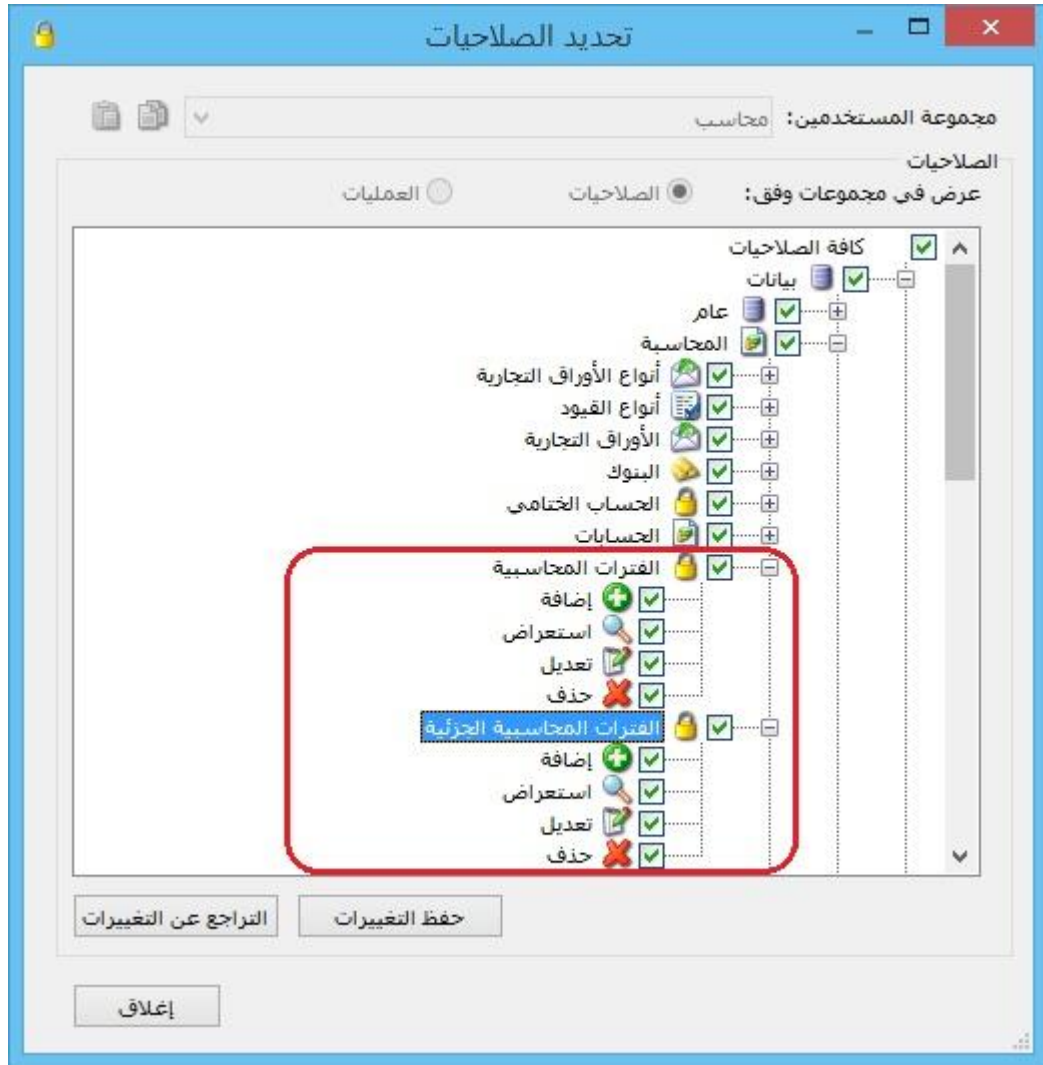 تحديد الصلاحيات
مجموعة المستخدمين: محاسب
الصلاحيات
عرض في مجموعات وفق: الصلاحيات العمليات
كافة الصلاحيات
بيانات
عام
المحاسبة
أنواع الأوراق التجارية
أنواع القيود
الأوراق التجارية
البنوك
الحساب الختامي
الحسابات
الفترات المحاسبية
إضافة
استعراض
تعديل
حذف
الفترات المحاسبية الجزئية
إضافة
استعراض
تعديل
حذف
حفظ التغييرات التراجع عن التغييرات
إغلاق